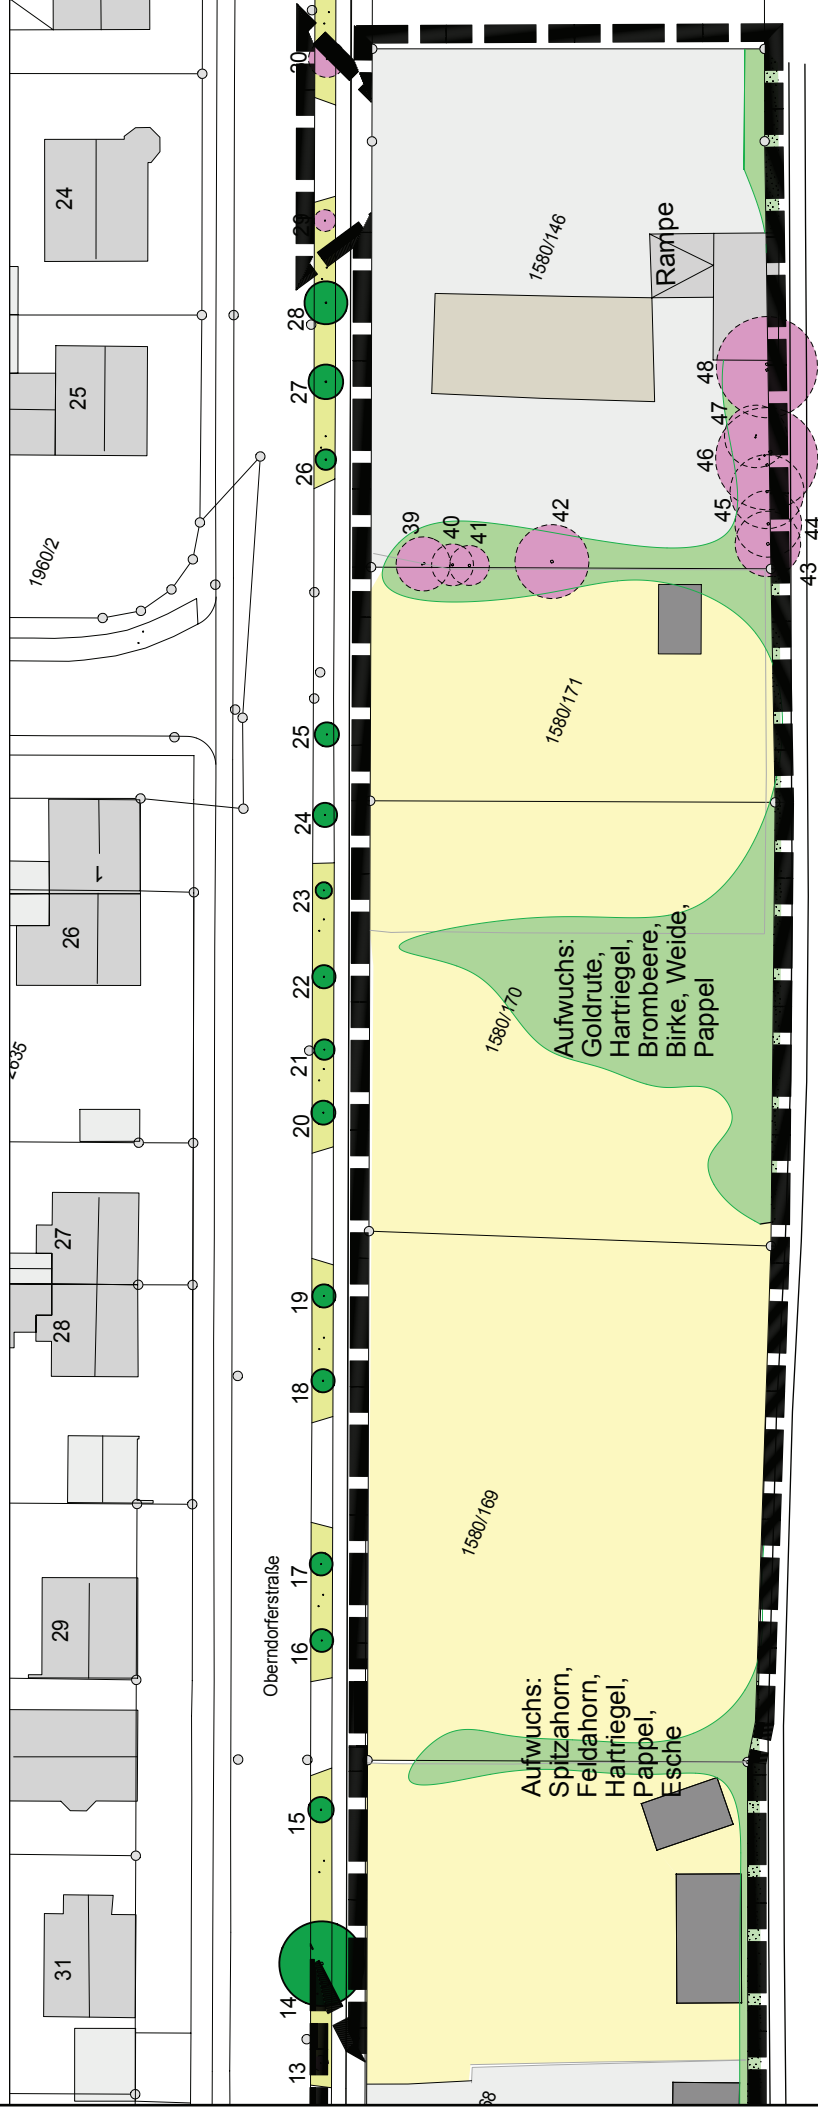 30
24
29
1580/146
Rampe
28
25
27
48
47
26
46
45
39
40
41
42
44
43
1960/2
25
1580/171
24
1
23
26
22
1580/170
Aufwuchs:
Goldrute,
Hartriegel,
Brombeere,
Birke, Weide,
Pappel
21
20
27
28
19
18
1580/169
Oberndorferstraße
17
29
16
Aufwuchs:
Spitzahorn,
Feldahorn,
Hartriegel,
Pappel,
Esche
15
31
14
13